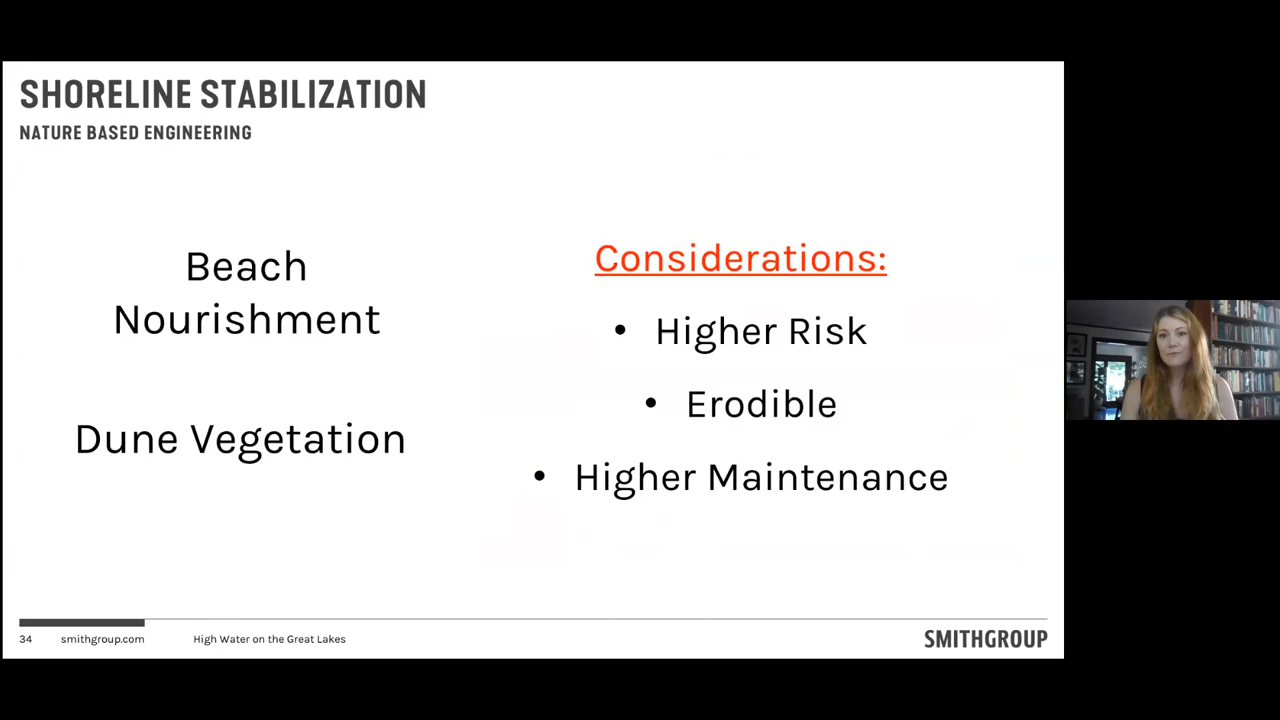 SHORELINE STABILIZATION
NATURE BASED ENGINEERING
Beach
Nourishment
Dune Vegetation
Considerations:
• Higher Risk
• Erodible
• Higher Maintenance
34 smithgroup.com High Water on the Great Lakes
SMITHGROUP